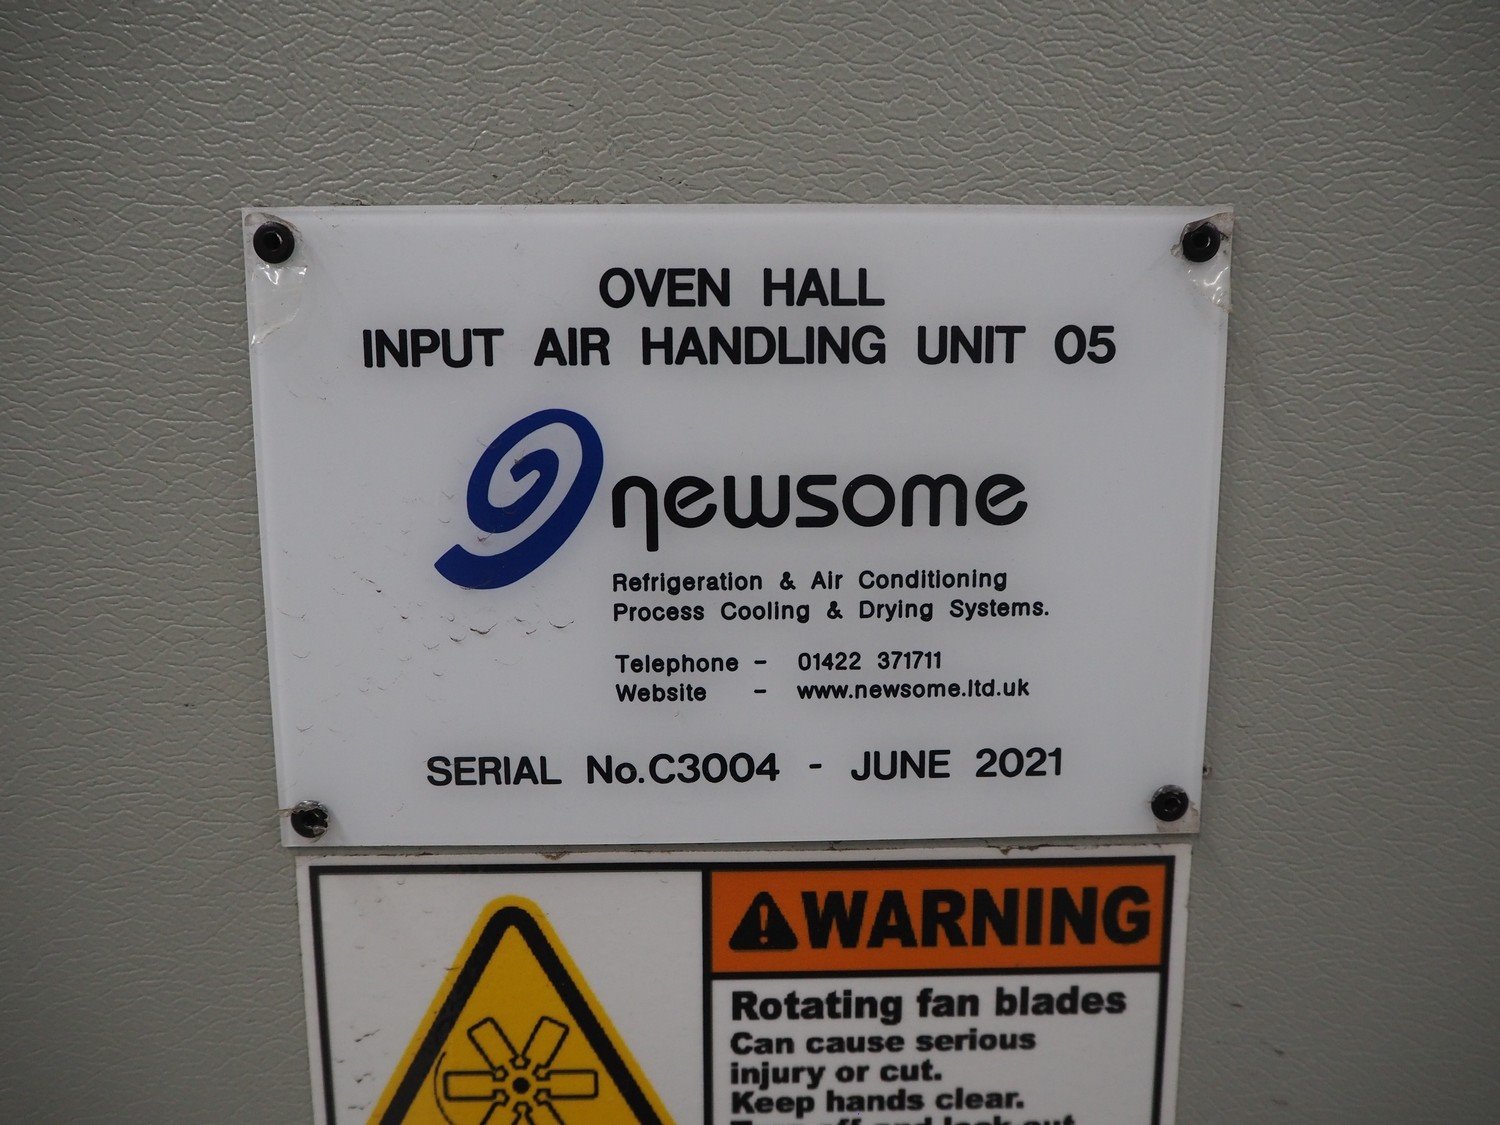 OVEN HALL
INPUT AIR HANDLING UNIT 05
newsome
Refrigeration & Air Conditioning
Process Cooling & Drying Systems.
Telephone - 01422 371711
Website - www.newsome.ltd.uk
SERIAL No.C3004 - JUNE 2021
WARNING
Rotating fan blades
Can cause serious
injury or cut.
Keep hands clear.